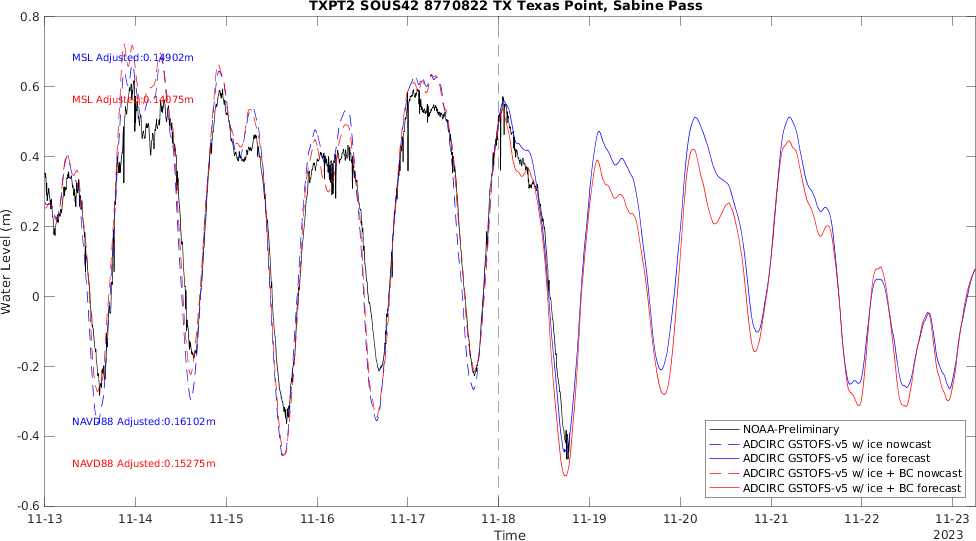 TXPT2 SOUS42 8770822 TX Texas Point, Sabine Pass
Water Level (m)
0.8
0.6
0.4
0.2
0
-0.2
-0.4
-0.6
MSL Adjusted:0.14902m
MSL Adjusted:0.14075m
NAVD88 Adjusted:0.16102m
NAVD88 Adjusted:0.15275m
NOAA-Preliminary
ADCIRC GSTOFS-v5 w/ ice nowcast
ADCIRC GSTOFS-v5 w/ ice forecast
ADCIRC GSTOFS-v5 w/ ice + BC nowcast
ADCIRC GSTOFS-v5 w/ ice + BC forecast
11-13 11-14 11-15 11-16 11-17 11-18 11-19 11-20 11-21 11-22 11-23
Time
2023